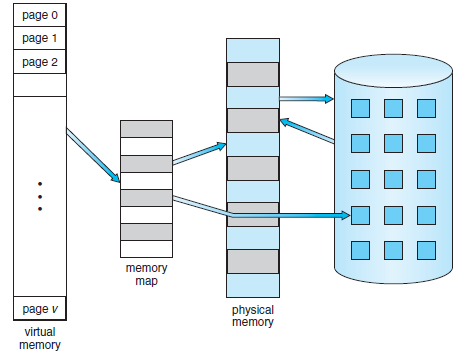 page 0
page 1
page 2
page v
virtual
memory
memory
map
physical
memory